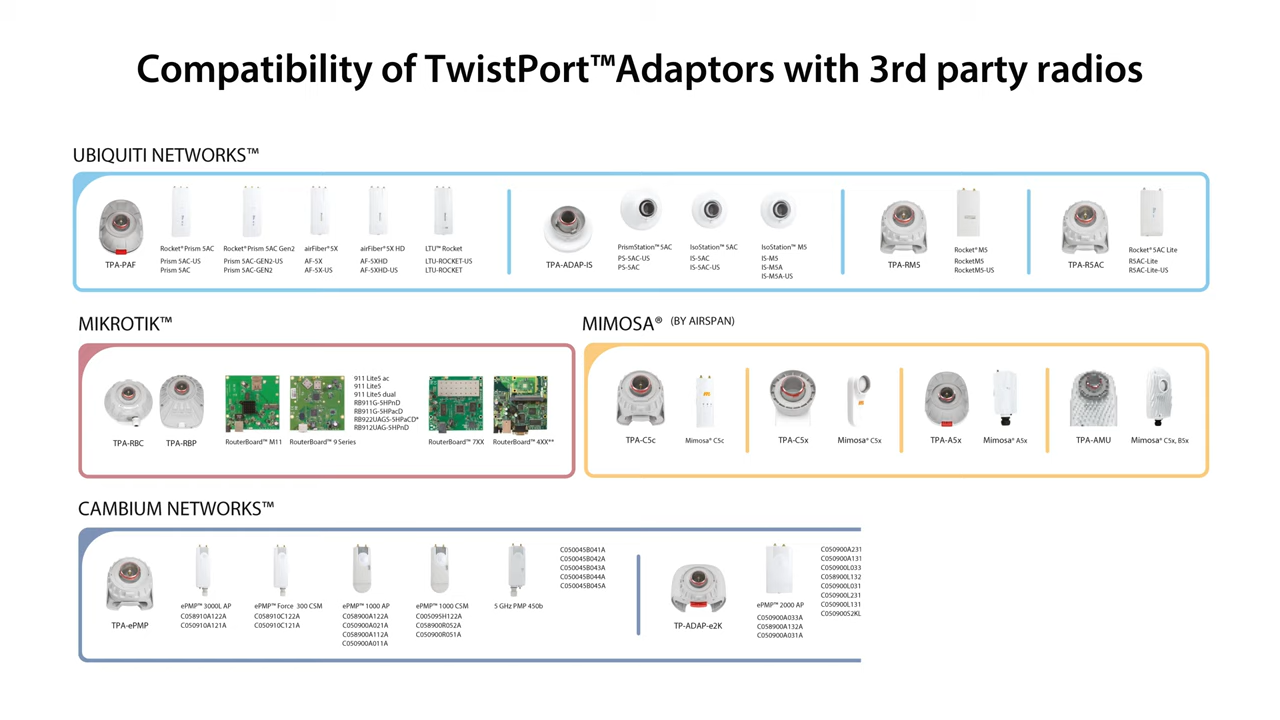 Compatibility of TwistPort™Adaptors with 3rd party radios
UBIQUITI NETWORKS™
TPA-PAF
Rocket® Prism 5AC
Prism 5AC-US
Prism 5AC
Rocket® Prism 5AC Gen2
Prism 5AC-GEN2-US
Prism 5AC-GEN2
airFiber® 5X
AF-5X
AF-5X-US
airFiber® 5X HD
AF-5XHD
AF-5XHD-US
LTU™ Rocket
LTU-ROCKET-US
LTU-ROCKET
TPA-ADAP-IS
PrismStation™ 5AC
PS-5AC-US
PS-5AC
IsoStation™ 5AC
IS-5AC
IS-5AC-US
IsoStation™ M5
IS-M5
IS-M5A
IS-M5A-US
TPA-RM5
Rocket® M5
RocketM5
RocketM5-US
TPA-R5AC
Rocket® 5AC Lite
R5AC-Lite
R5AC-Lite-US
MIKROTIK™
TPA-RBC
TPA-RBP
RouterBoard™ M11
RouterBoard™ 9 Series
911 Lite5 ac
911 Lite5
911 Lite5 dual
RB911G-5HPnD
RB911G-5HPacD
RB922UAGS-5HPaCD*
RB912UAG-5HPnD
RouterBoard™ 7XX
RouterBoard™ 4XX**
MIMOSA® (BY AIRSPAN)
TPA-C5c
Mimosa® C5c
TPA-C5x
Mimosa® C5x
TPA-A5x
Mimosa® A5x
TPA-AMU
Mimosa® C5x, B5x
CAMBIUM NETWORKS™
TPA-ePMP
ePMP™ 3000L AP
C058910A122A
C050910A121A
ePMP™ Force 300 CSM
C058910C122A
C050910C121A
ePMP™ 1000 AP
C058900A122A
C050900A021A
C058900A112A
C050900A011A
ePMP™ 1000 CSM
C005095H122A
C058900R052A
C050900R051A
5 GHz PMP 450b
C050045B041A
C050045B042A
C050045B043A
C050045B044A
C050045B045A
TP-ADAP-e2K
ePMP™ 2000 AP
C050900A033A
C058900A132A
C050900A031A
C050900A231
C050900A131
C050900L033
C058900L132
C050900L031
C050900L231
C050900L131
C050900S2KL